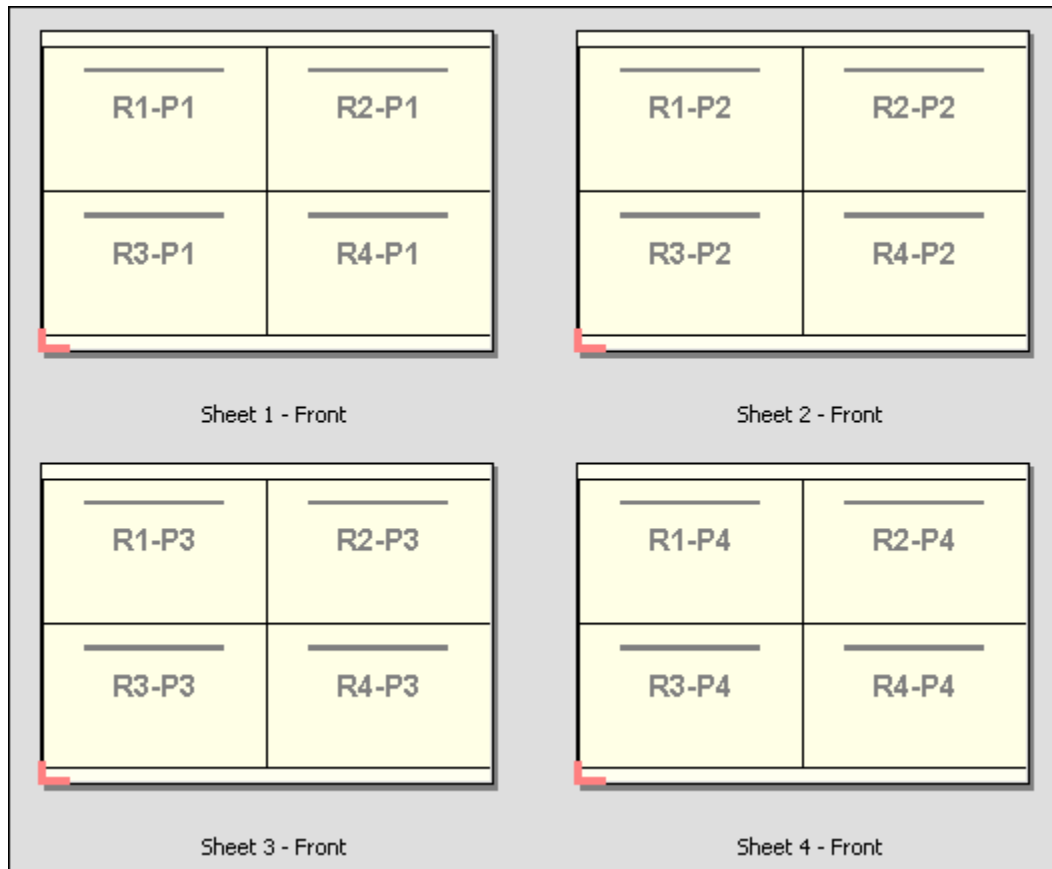 R1-P1 R2-P1
R3-P1 R4-P1
Sheet 1 - Front
R1-P2 R2-P2
R3-P2 R4-P2
Sheet 2 - Front
R1-P3 R2-P3
R3-P3 R4-P3
Sheet 3 - Front
R1-P4 R2-P4
R3-P4 R4-P4
Sheet 4 - Front